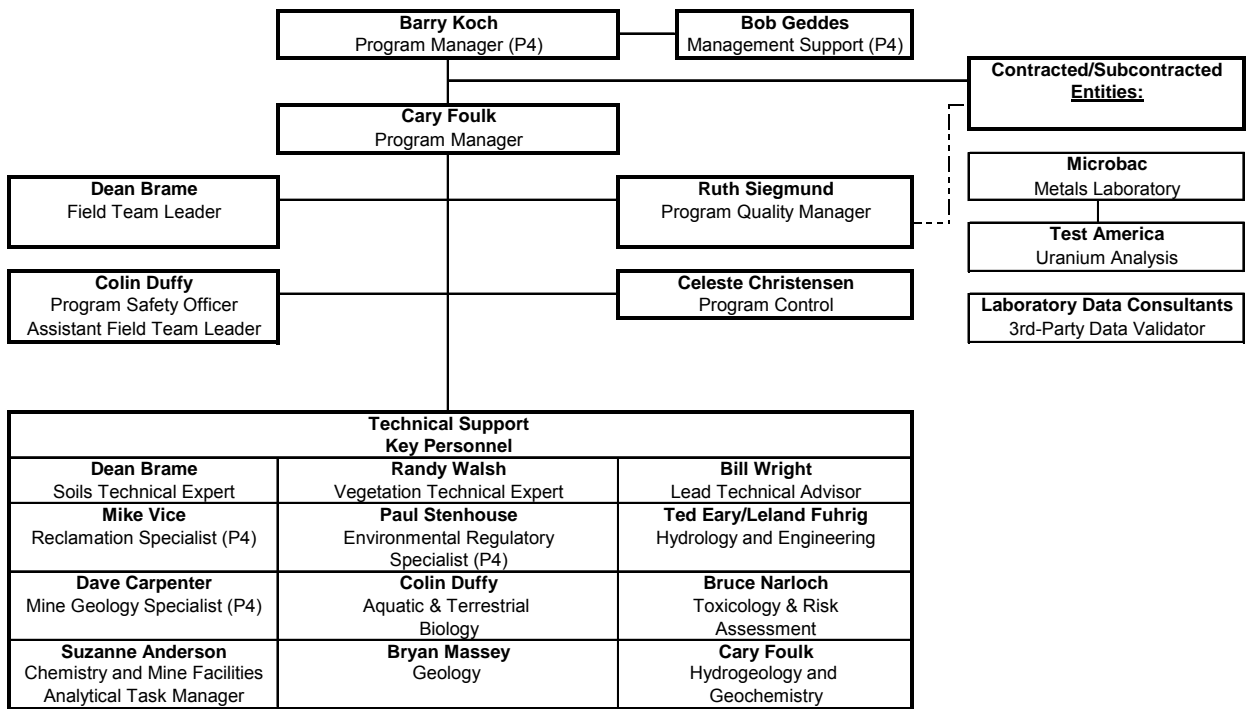 Barry Koch
Program Manager (P4)
Bob Geddes
Management Support (P4)
Contracted/Subcontracted
Entities:
Cary Foulk
Program Manager
Microbac
Metals Laboratory
Dean Brame
Field Team Leader
Ruth Siegmund
Program Quality Manager
Test America
Uranium Analysis
Colin Duffy
Program Safety Officer
Assistant Field Team Leader
Celeste Christensen
Program Control
Laboratory Data Consultants
3rd-Party Data Validator
Technical Support
Key Personnel
Dean Brame
Soils Technical Expert
Randy Walsh
Vegetation Technical Expert
Bill Wright
Lead Technical Advisor
Mike Vice
Reclamation Specialist (P4)
Paul Stenhouse
Environmental Regulatory
Specialist (P4)
Ted Eary/Leland Fuhrig
Hydrology and Engineering
Dave Carpenter
Mine Geology Specialist (P4)
Colin Duffy
Aquatic & Terrestrial
Biology
Bruce Narloch
Toxicology & Risk
Assessment
Suzanne Anderson
Chemistry and Mine Facilities
Analytical Task Manager
Bryan Massey
Geology
Cary Foulk
Hydrogeology and
Geochemistry